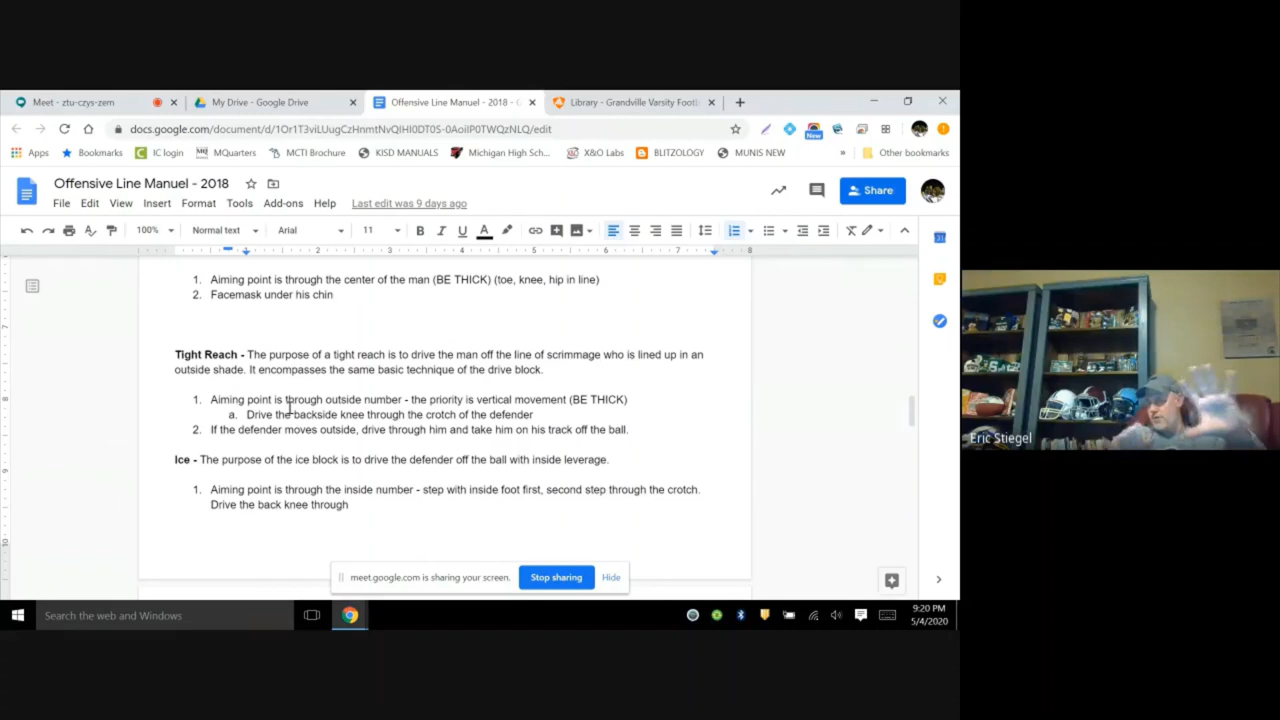 Meet - ztu-czys-zem
My Drive - Google Drive
Offensive Line Manuel - 2018 - G
Library - Grandville Varsity Footb
docs.google.com/document/d/1Or1T3viLUugCzHnmtNvQIHI0DT0S-0AoilP0TWQzNLQ/edit
New
Apps Bookmarks IC login MQuarters MCTI Brochure KISD MANUALS Michigan High Sch... X&O Labs BLITZOLOGY MUNIS NEW » Other bookmarks
Offensive Line Manuel - 2018
Share
File Edit View Insert Format Tools Add-ons Help Last edit was 9 days ago
100% Normal text Arial 11 B I U A
1 2 3 4 5 6 7 8
1. Aiming point is through the center of the man (BE THICK) (toe, knee, hip in line)
2. Facemask under his chin
Tight Reach - The purpose of a tight reach is to drive the man off the line of scrimmage who is lined up in an
outside shade. It encompasses the same basic technique of the drive block.
1. Aiming point is through outside number - the priority is vertical movement (BE THICK)
a. Drive the backside knee through the crotch of the defender
2. If the defender moves outside, drive through him and take him on his track off the ball.
Ice - The purpose of the ice block is to drive the defender off the ball with inside leverage.
1. Aiming point is through the inside number - step with inside foot first, second step through the crotch.
Drive the back knee through
meet.google.com is sharing your screen. Stop sharing Hide
Search the web and Windows
9:20 PM
5/4/2020
Eric Stiegel